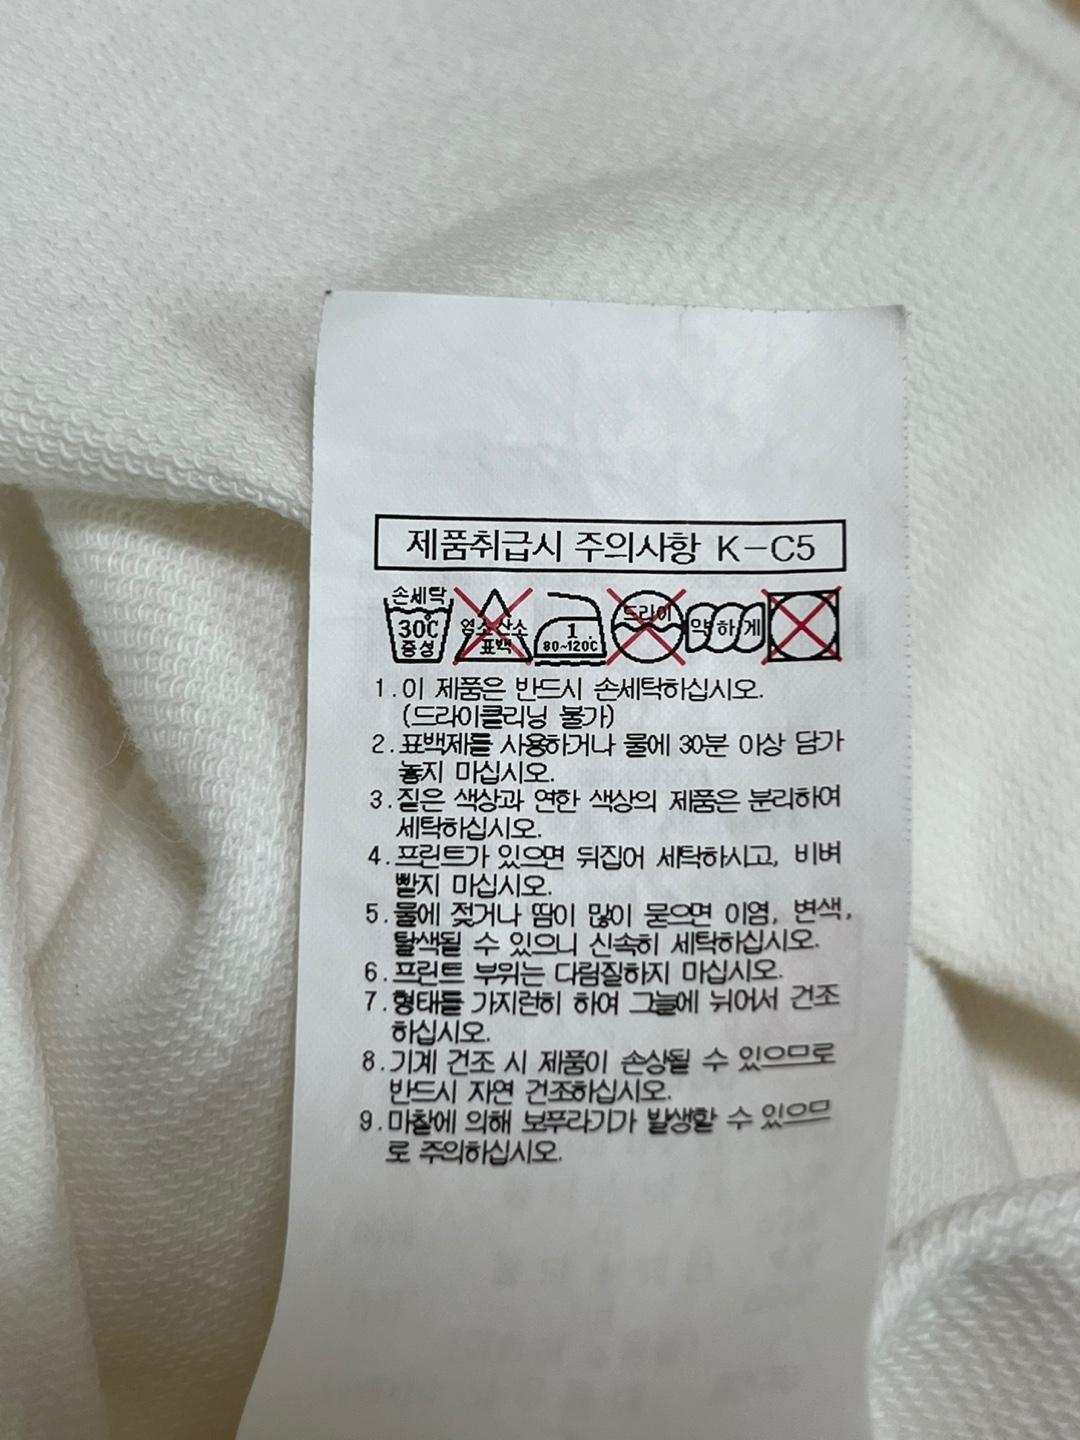 제품취급시 주의사항 K-C5
손세탁
30℃
중성
염소 산소
표백
1
80~120℃
드라이
약하게
1.이 제품은 반드시 손세탁하십시오.
(드라이클리닝 불가)
2.표백제를 사용하거나 물에 30분 이상 담가
놓지 마십시오.
3.짙은 색상과 연한 색상의 제품은 분리하여
세탁하십시오.
4.프린트가 있으면 뒤집어 세탁하시고, 비벼
빨지 마십시오.
5.물에 젖거나 땀이 많이 묻으면 이염, 변색,
탈색될 수 있으니 신속히 세탁하십시오.
6.프린트 부위는 다림질하지 마십시오.
7.형태를 가지런히 하여 그늘에 뉘어서 건조
하십시오.
8.기계 건조 시 제품이 손상될 수 있으므로
반드시 자연 건조하십시오.
9.마찰에 의해 보푸라기가 발생할 수 있으므
로 주의하십시오.